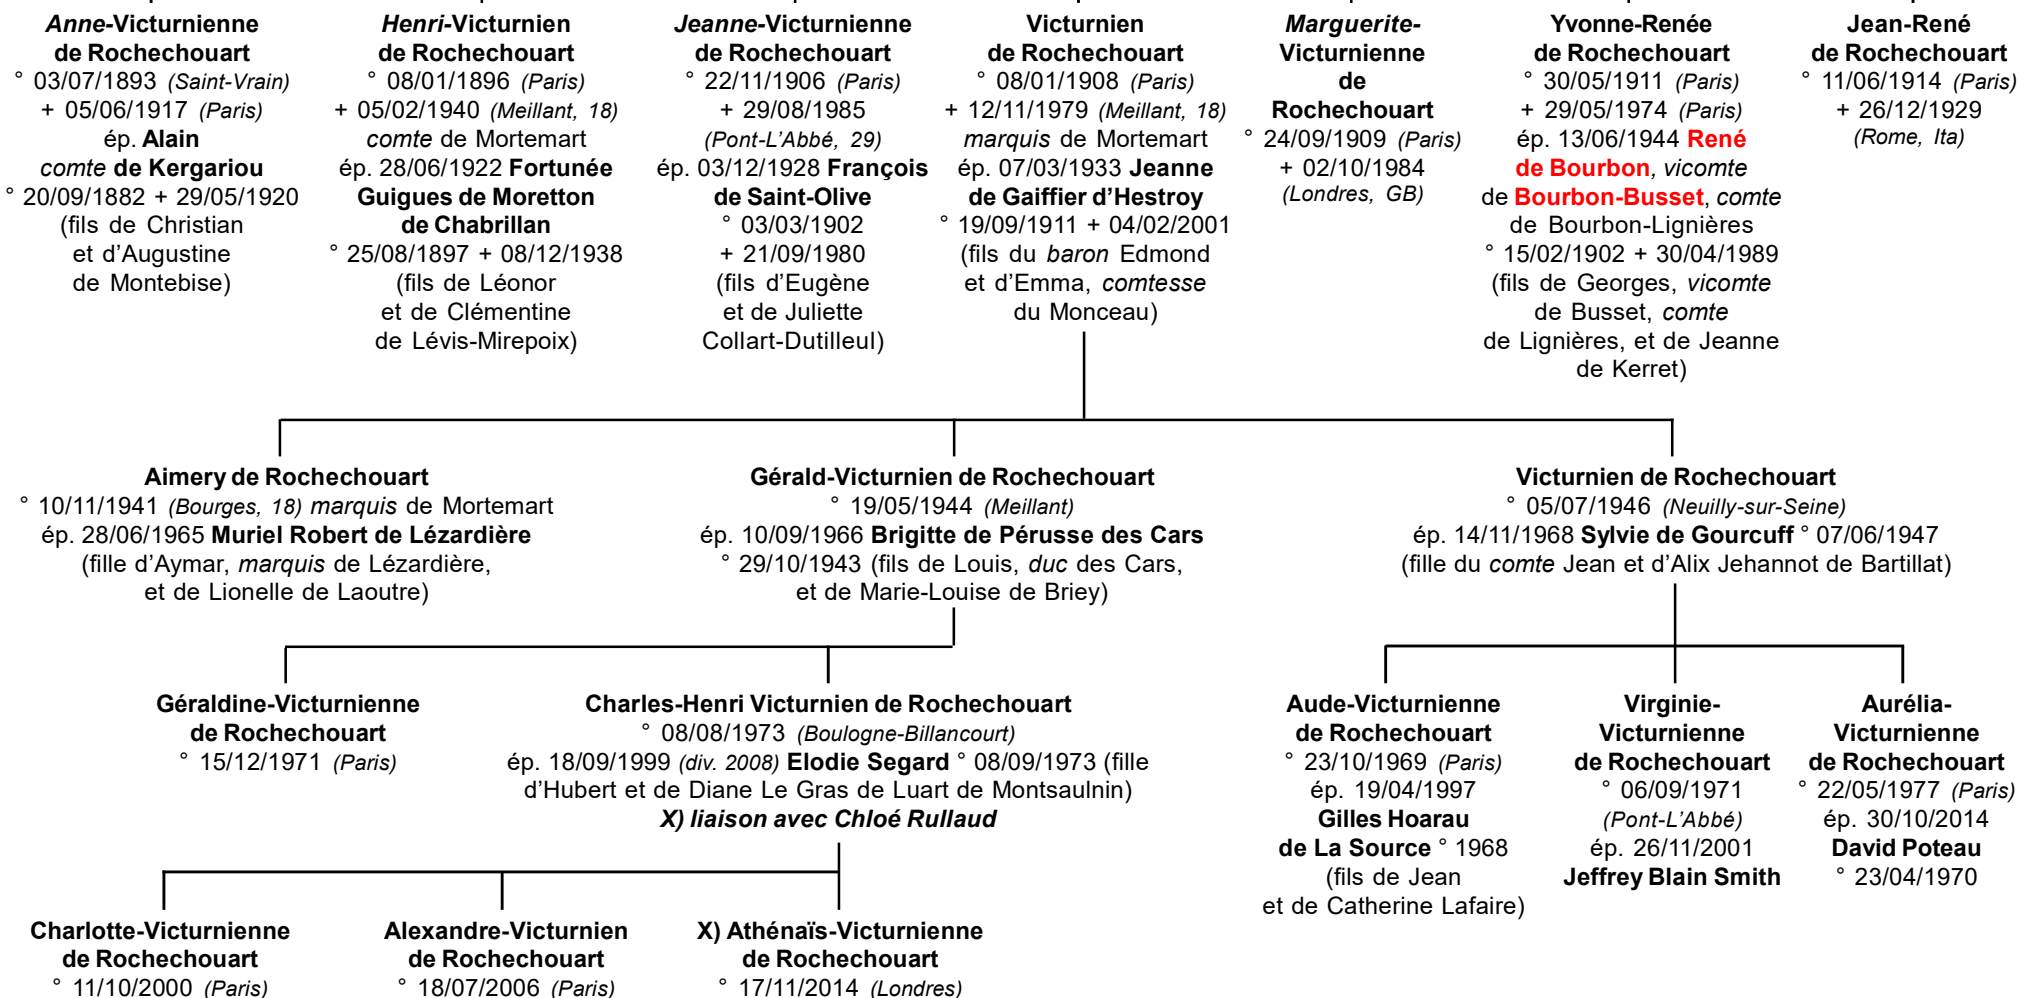 Anne-Victurnienne
de Rochechouart
° 03/07/1893 (Saint-Vrain)
+ 05/06/1917 (Paris)
ép. Alain
comte de Kergariou
° 20/09/1882 + 29/05/1920
(fils de Christian
et d'Augustine
de Montebise)
Henri-Victurnien
de Rochechouart
° 08/01/1896 (Paris)
+ 05/02/1940 (Meillant, 18)
comte de Mortemart
ép. 28/06/1922 Fortunée
Guigues de Moretton
de Chabrillan
° 25/08/1897 + 08/12/1938
(fils de Léonor
et de Clémentine
de Lévis-Mirepoix)
Jeanne-Victurnienne
de Rochechouart
° 22/11/1906 (Paris)
+ 29/08/1985
(Pont-L'Abbé, 29)
ép. 03/12/1928 François
de Saint-Olive
° 03/03/1902
+ 21/09/1980
(fils d'Eugène
et de Juliette
Collart-Dutilleul)
Victurnien
de Rochechouart
° 08/01/1908 (Paris)
+ 12/11/1979 (Meillant, 18)
marquis de Mortemart
ép. 07/03/1933 Jeanne
de Gaiffier d'Hestroy
° 19/09/1911 + 04/02/2001
(fils du baron Edmond
et d'Emma, comtesse
du Monceau)
Marguerite-
Victurnienne
de
Rochechouart
° 24/09/1909 (Paris)
+ 02/10/1984
(Londres, GB)
Yvonne-Renée
de Rochechouart
° 30/05/1911 (Paris)
+ 29/05/1974 (Paris)
ép. 13/06/1944 René
de Bourbon, vicomte
de Bourbon-Busset, comte
de Bourbon-Lignières
° 15/02/1902 + 30/04/1989
(fils de Georges, vicomte
de Busset, comte
de Lignières, et de Jeanne
de Kerret)
Jean-René
de Rochechouart
° 11/06/1914 (Paris)
+ 26/12/1929
(Rome, Ita)
Aimery de Rochechouart
° 10/11/1941 (Bourges, 18) marquis de Mortemart
ép. 28/06/1965 Muriel Robert de Lézardière
(fille d'Aymar, marquis de Lézardière,
et de Lionelle de Laoutre)
Gérald-Victurnien de Rochechouart
° 19/05/1944 (Meillant)
ép. 10/09/1966 Brigitte de Pérusse des Cars
° 29/10/1943 (fils de Louis, duc des Cars,
et de Marie-Louise de Briey)
Victurnien de Rochechouart
° 05/07/1946 (Neuilly-sur-Seine)
ép. 14/11/1968 Sylvie de Gourcuff ° 07/06/1947
(fille du comte Jean et d'Alix Jehannot de Bartillat)
Géraldine-Victurnienne
de Rochechouart
° 15/12/1971 (Paris)
Charles-Henri Victurnien de Rochechouart
° 08/08/1973 (Boulogne-Billancourt)
ép. 18/09/1999 (div. 2008) Elodie Segard ° 08/09/1973 (fille
d'Hubert et de Diane Le Gras de Luart de Montsaulnin)
X) liaison avec Chloé Rullaud
Aude-Victurnienne
de Rochechouart
° 23/10/1969 (Paris)
ép. 19/04/1997
Gilles Hoarau
de La Source ° 1968
(fils de Jean
et de Catherine Lafaire)
Virginie-
Victurnienne
de Rochechouart
° 06/09/1971
(Pont-L'Abbé)
ép. 26/11/2001
Jeffrey Blain Smith
Aurélia-
Victurnienne
de Rochechouart
° 22/05/1977 (Paris)
ép. 30/10/2014
David Poteau
° 23/04/1970
Charlotte-Victurnienne
de Rochechouart
° 11/10/2000 (Paris)
Alexandre-Victurnien
de Rochechouart
° 18/07/2006 (Paris)
X) Athénaïs-Victurnienne
de Rochechouart
° 17/11/2014 (Londres)